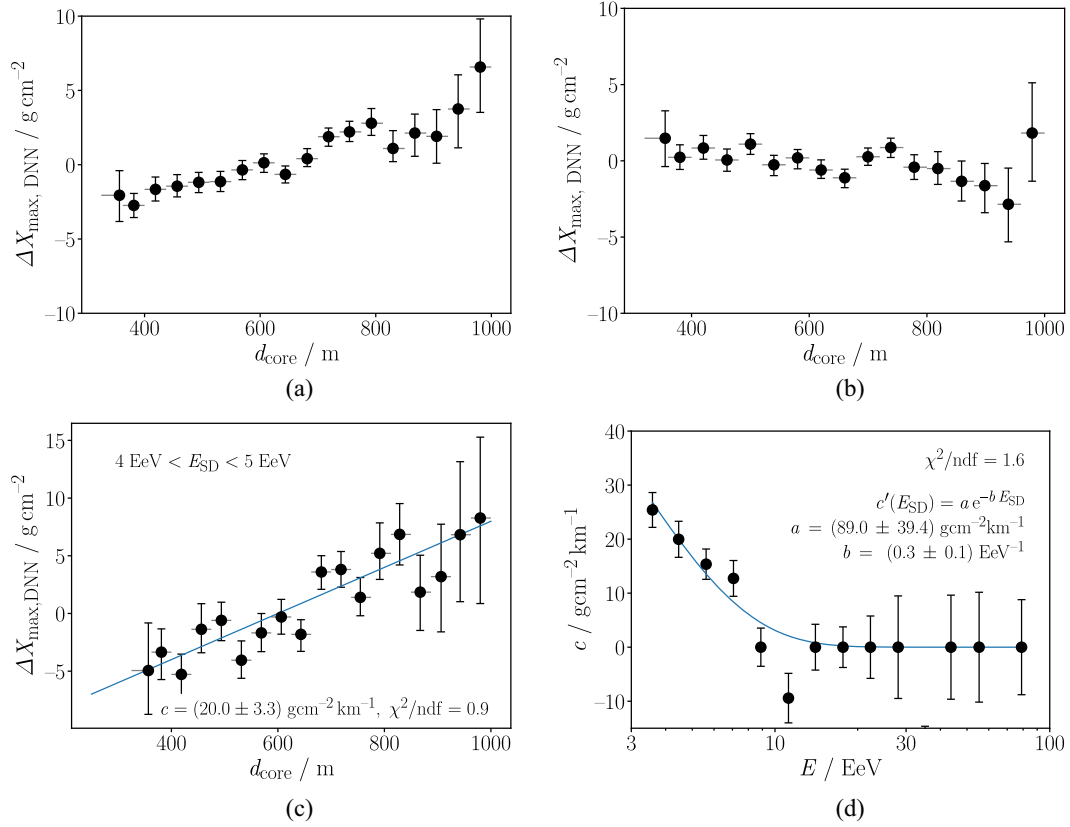 10
5
0
−5
−10
ΔX_max, DNN / g cm⁻²
400 600 800 1000
d_core / m
(a)
10
5
0
−5
−10
ΔX_max, DNN / g cm⁻²
400 600 800 1000
d_core / m
(b)
15
10
5
0
−5
ΔX_max,DNN / g cm⁻²
4 EeV < E_SD < 5 EeV
c = (20.0 ± 3.3) gcm⁻² km⁻¹, χ²/ndf = 0.9
400 600 800 1000
d_core / m
(c)
40
30
20
10
0
−10
c / gcm⁻² km⁻¹
χ²/ndf = 1.6
c′(E_SD) = a e^{−b E_SD}
a = (89.0 ± 39.4) gcm⁻²km⁻¹
b = (0.3 ± 0.1) EeV⁻¹
3 10 30 100
E / EeV
(d)